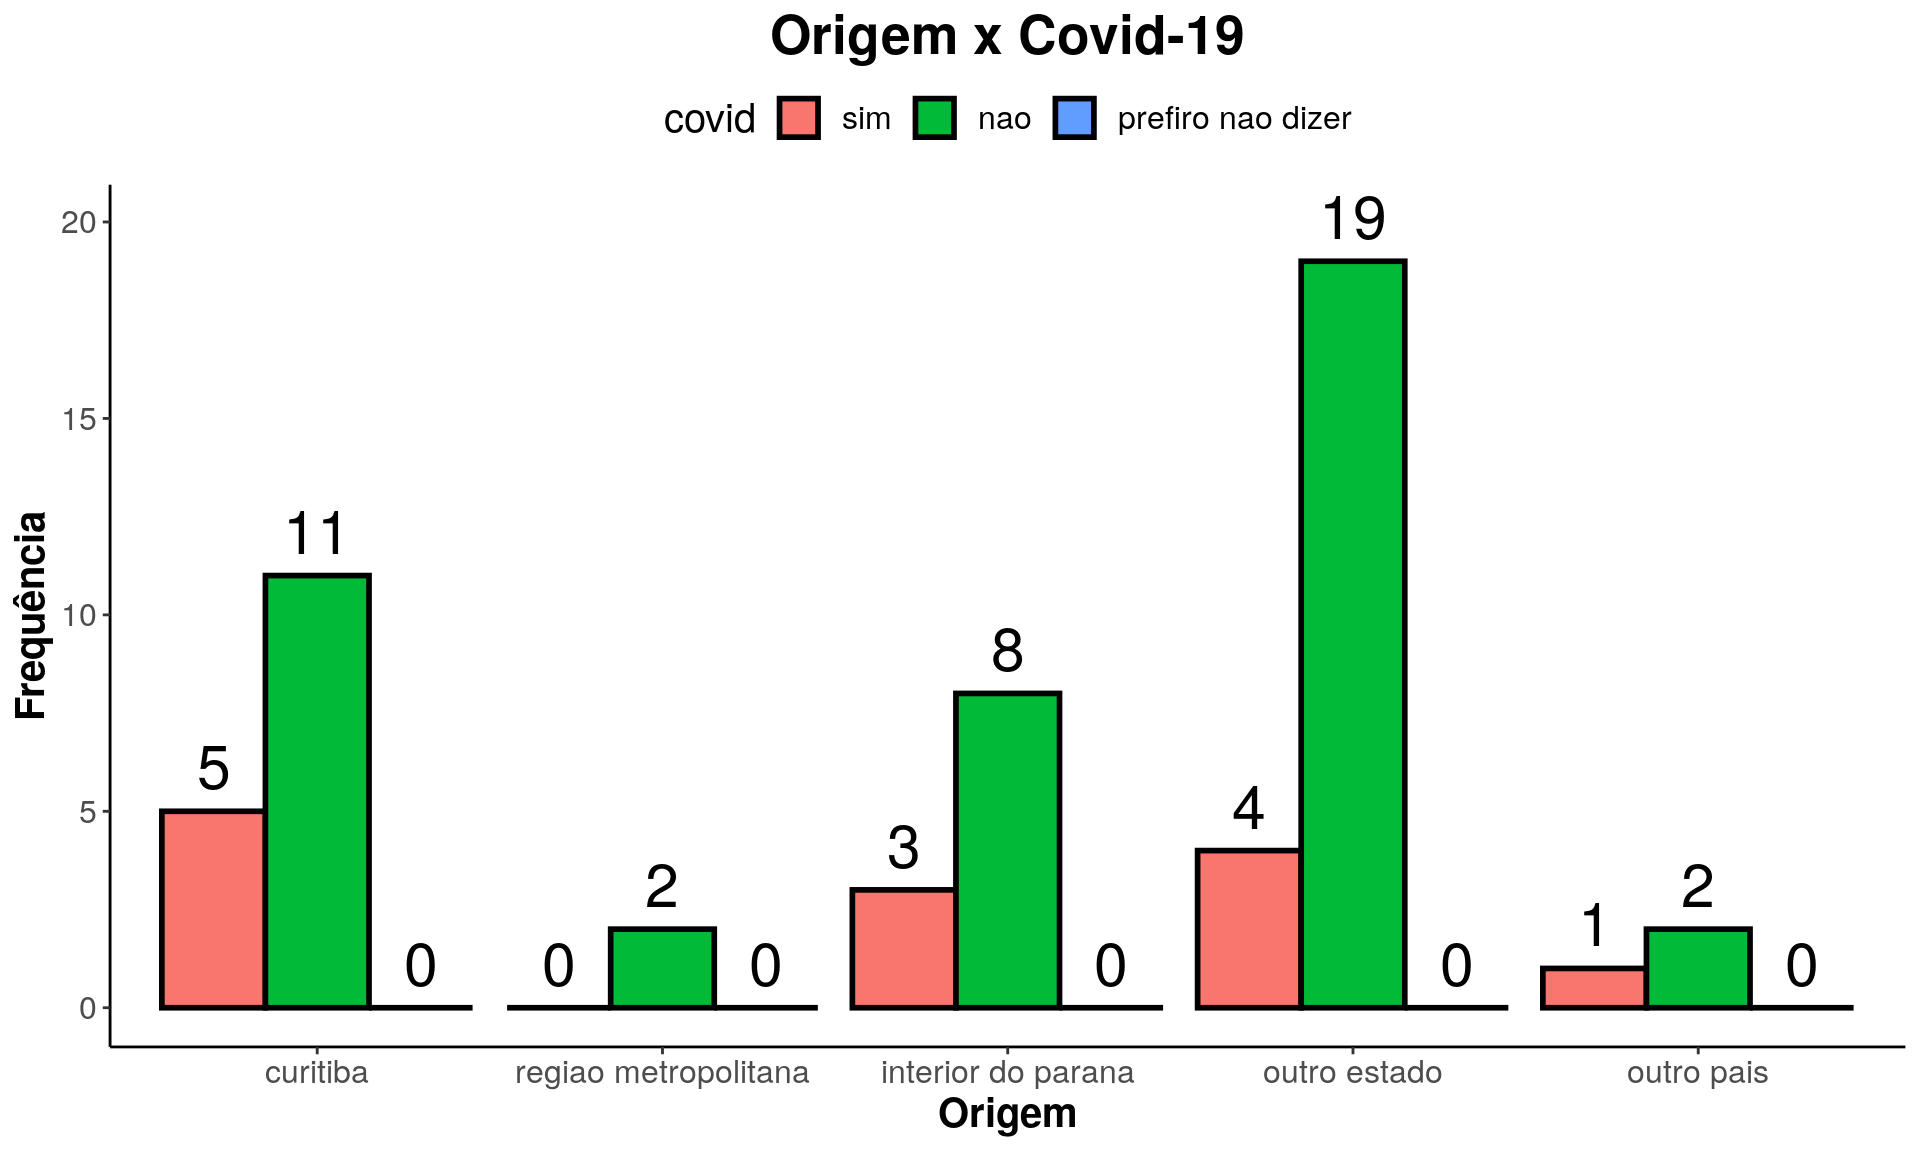 Origem x Covid-19
covid sim nao prefiro nao dizer
Frequência
20
15
10
5
0
5 11 0
0 2 0
3 8 0
4 19 0
1 2 0
curitiba regiao metropolitana interior do parana outro estado outro pais
Origem